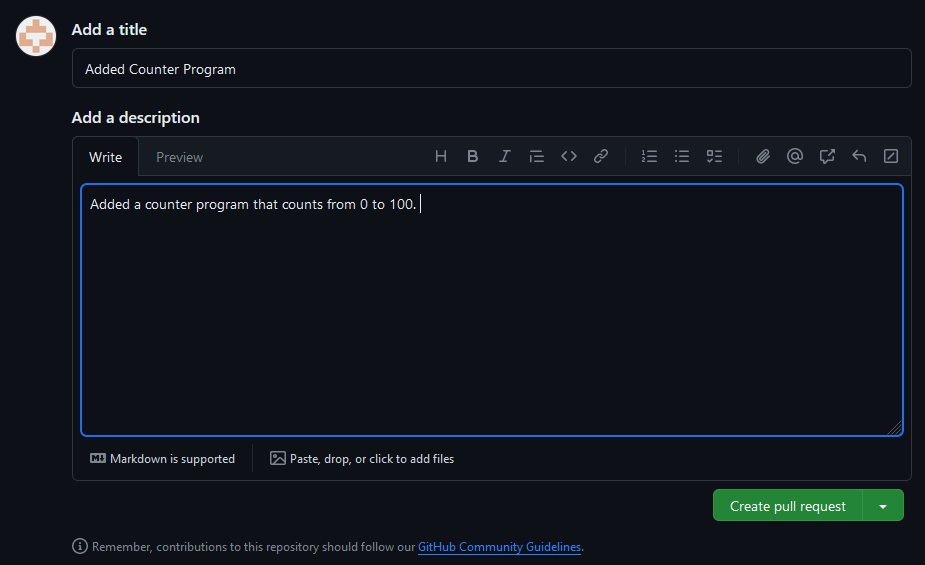 Add a title
Added Counter Program
Add a description
Write Preview
Added a counter program that counts from 0 to 100.
Markdown is supported Paste, drop, or click to add files
Create pull request
Remember, contributions to this repository should follow our GitHub Community Guidelines.